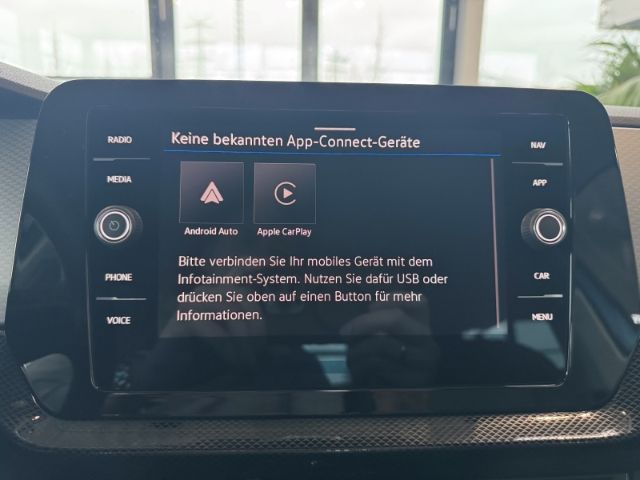 RADIO
MEDIA
PHONE
VOICE
Keine bekannten App-Connect-Geräte
Android Auto
Apple CarPlay
Bitte verbinden Sie Ihr mobiles Gerät mit dem
Infotainment-System. Nutzen Sie dafür USB oder
drücken Sie oben auf einen Button für mehr
Informationen.
NAV
APP
CAR
MENU